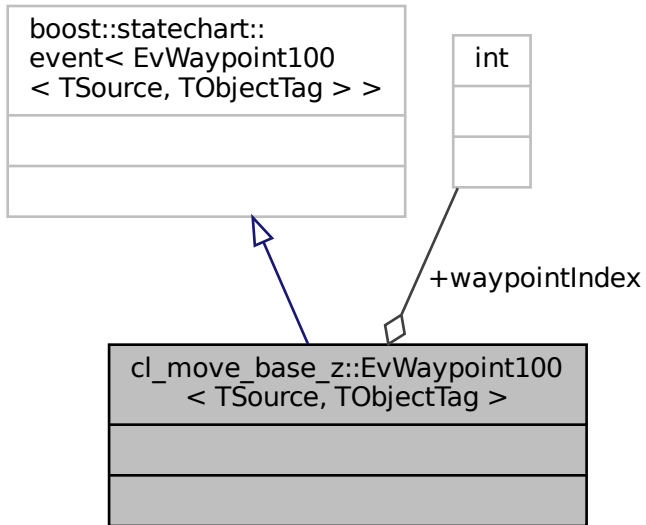 boost::statechart::
event< EvWaypoint100
< TSource, TObjectTag > >
int
+waypointIndex
cl_move_base_z::EvWaypoint100
< TSource, TObjectTag >